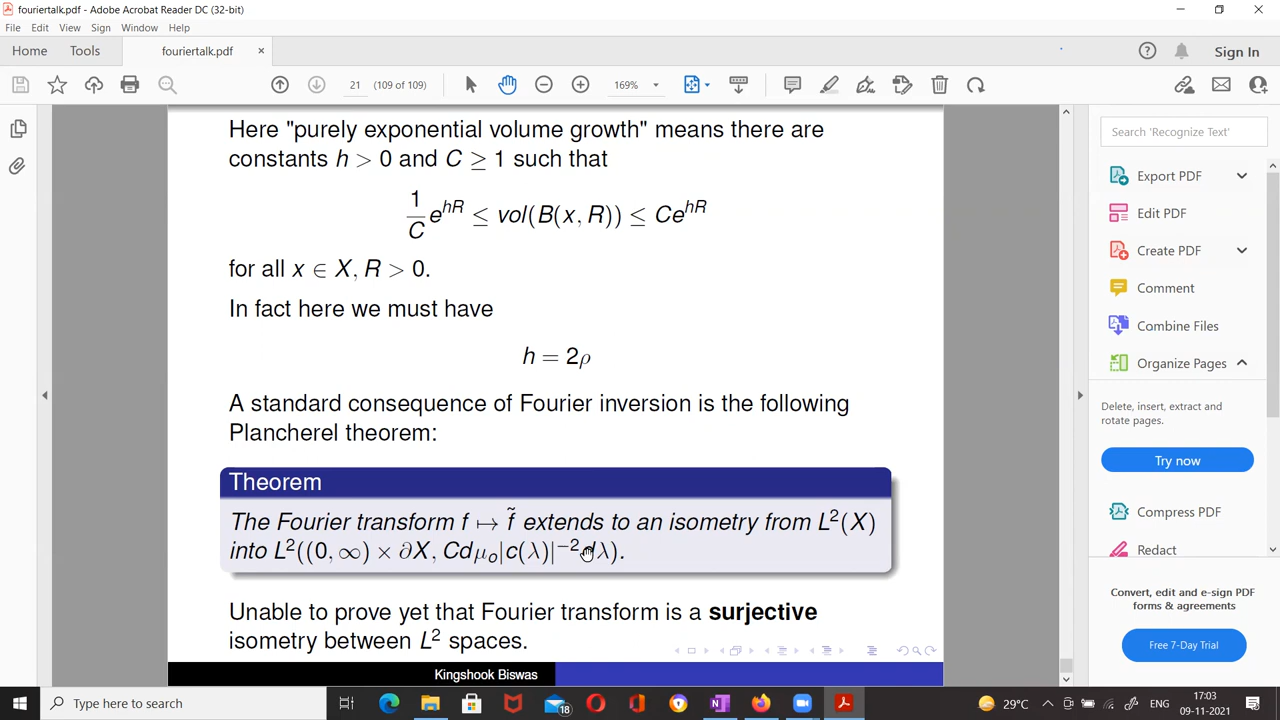 fouriertalk.pdf - Adobe Acrobat Reader DC (32-bit)
File Edit View Sign Window Help
Home Tools fouriertalk.pdf × Sign In
21 (109 of 109) 169%
Here "purely exponential volume growth" means there are
constants h > 0 and C ≥ 1 such that
1/C e^{hR} ≤ vol(B(x, R)) ≤ Ce^{hR}
for all x ∈ X, R > 0.
In fact here we must have
h = 2ρ
A standard consequence of Fourier inversion is the following
Plancherel theorem:
Theorem
The Fourier transform f ↦ f̃ extends to an isometry from L²(X)
into L²((0, ∞) × ∂X, Cdμₒ|c(λ)|⁻²dλ).
Unable to prove yet that Fourier transform is a surjective
isometry between L² spaces.
Kingshook Biswas
Search 'Recognize Text'
Export PDF
Edit PDF
Create PDF
Comment
Combine Files
Organize Pages
Delete, insert, extract and
rotate pages.
Try now
Compress PDF
Redact
Convert, edit and e-sign PDF
forms & agreements
Free 7-Day Trial
Type here to search
18
29°C
ENG
17:03
09-11-2021